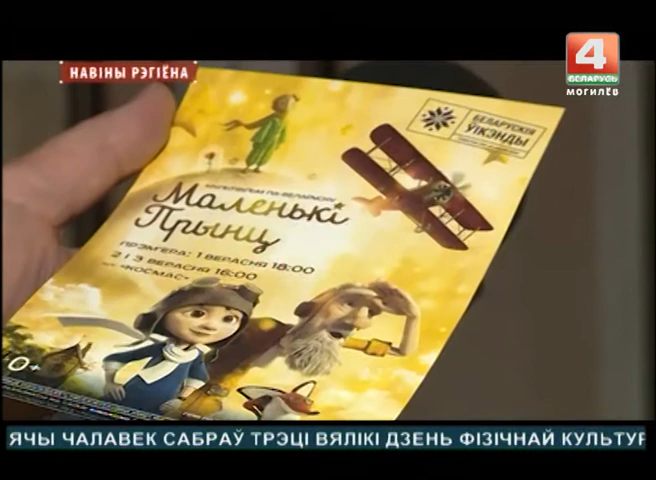 НАВІНЫ РЭГІЁНА
4
БЕЛАРУСЬ
МОГИЛЁВ
БЕЛАРУСКІЯ
ЎІКЭНДЫ
Маленькі
Прынц
ПРЭМ'ЕРА: 1 ВЕРАСНЯ 18:00
2 І 3 ВЕРАСНЯ 16:00
«КОСМАС»
0+
ЯЧЫ ЧАЛАВЕК САБРАЎ ТРЭЦІ ВЯЛІКІ ДЗЕНЬ ФІЗІЧНАЙ КУЛЬТУР